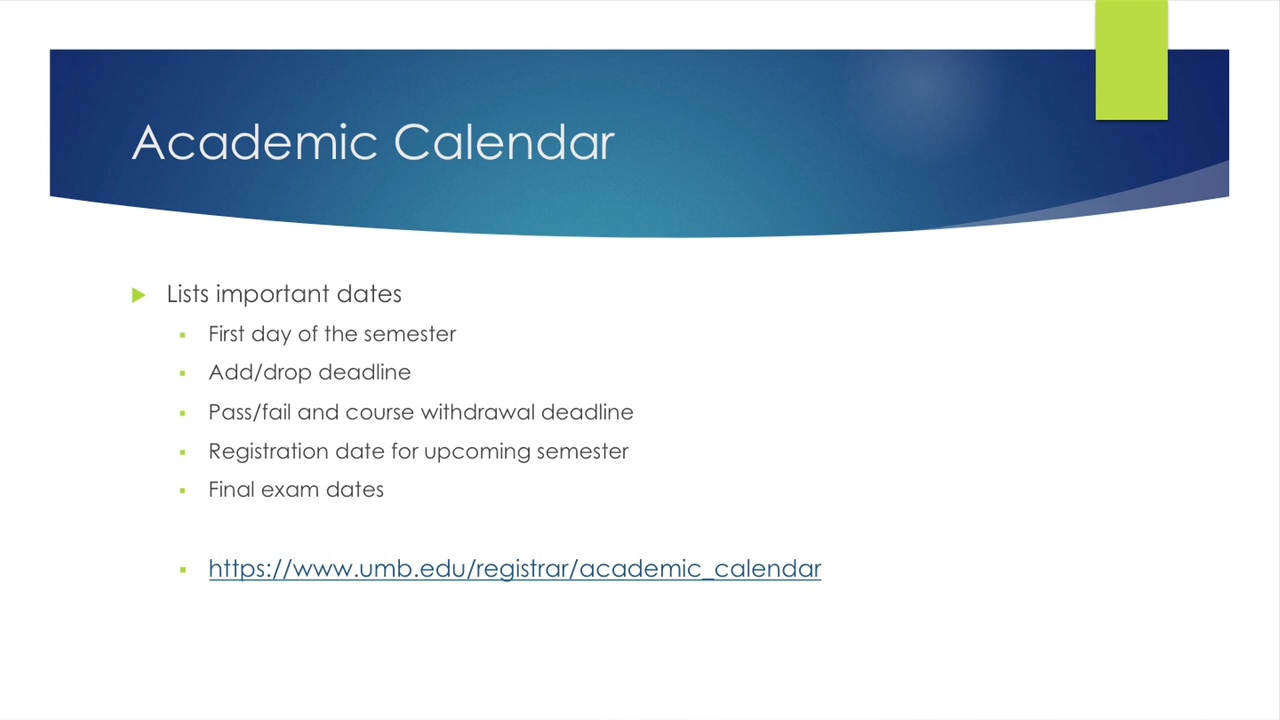 Academic Calendar
Lists important dates
First day of the semester
Add/drop deadline
Pass/fail and course withdrawal deadline
Registration date for upcoming semester
Final exam dates
https://www.umb.edu/registrar/academic_calendar